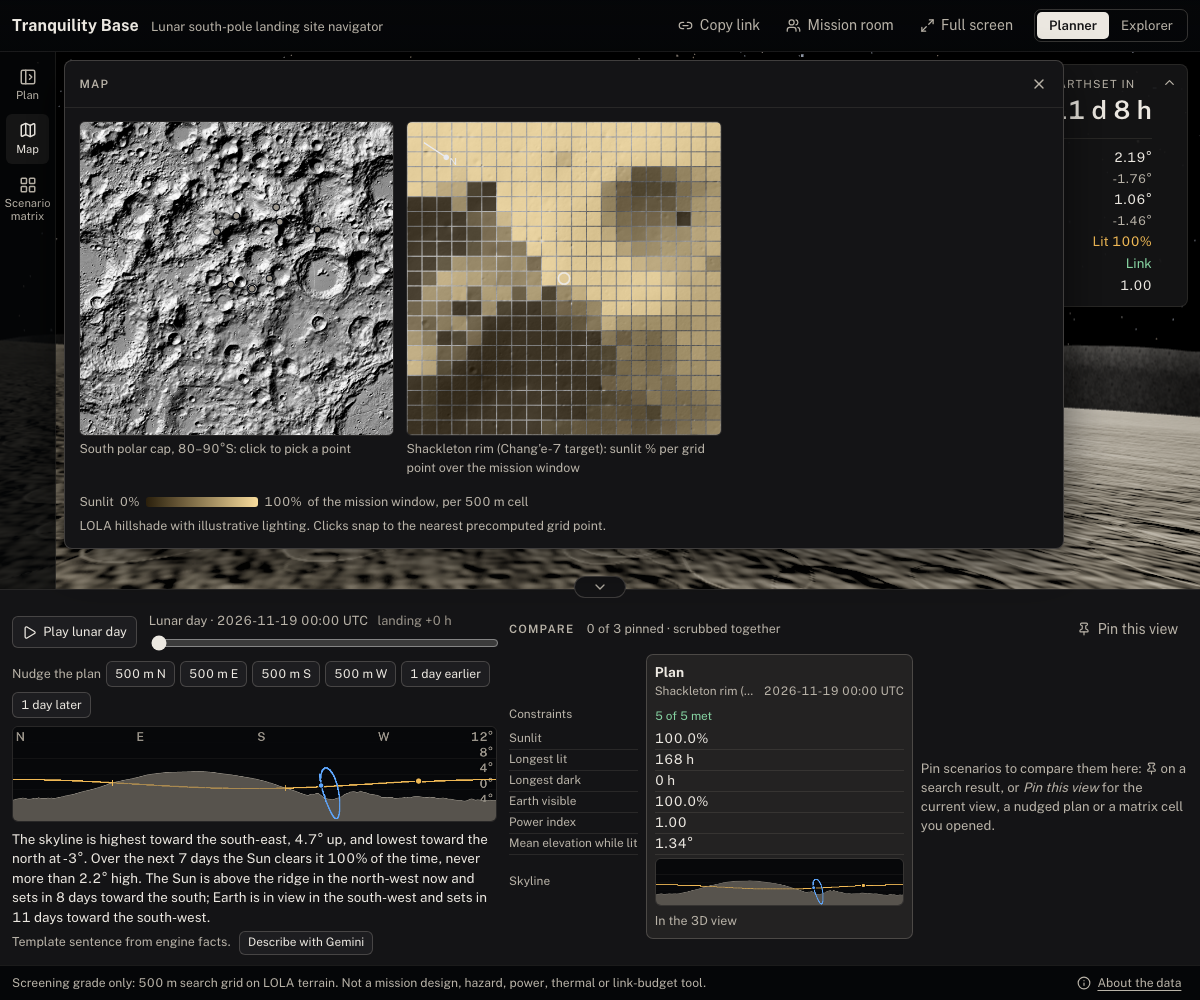 Tranquility Base Lunar south-pole landing site navigator
Copy link Mission room Full screen Planner Explorer
Plan
Map
Scenario
matrix
MAP
South polar cap, 80–90°S: click to pick a point
N
Shackleton rim (Chang'e-7 target): sunlit % per grid
point over the mission window
Sunlit 0% 100% of the mission window, per 500 m cell
LOLA hillshade with illustrative lighting. Clicks snap to the nearest precomputed grid point.
IN
d 8 h
2.19°
-1.76°
1.06°
-1.46°
Lit 100%
Link
1.00
Play lunar day
Lunar day · 2026-11-19 00:00 UTC landing +0 h
Nudge the plan 500 m N 500 m E 500 m S 500 m W 1 day earlier
1 day later
N E S W 12°
8°
4°
0°
-4°
The skyline is highest toward the south-east, 4.7° up, and lowest toward the
north at -3°. Over the next 7 days the Sun clears it 100% of the time, never
more than 2.2° high. The Sun is above the ridge in the north-west now and
sets in 8 days toward the south; Earth is in view in the south-west and sets in
11 days toward the south-west.
Template sentence from engine facts. Describe with Gemini
COMPARE 0 of 3 pinned · scrubbed together
Pin this view
Plan
Shackleton rim (... 2026-11-19 00:00 UTC
Constraints 5 of 5 met
Sunlit 100.0%
Longest lit 168 h
Longest dark 0 h
Earth visible 100.0%
Power index 1.00
Mean elevation while lit 1.34°
Skyline
In the 3D view
Pin scenarios to compare them here: on a
search result, or Pin this view for the
current view, a nudged plan or a matrix cell
you opened.
Screening grade only: 500 m search grid on LOLA terrain. Not a mission design, hazard, power, thermal or link-budget tool.
About the data